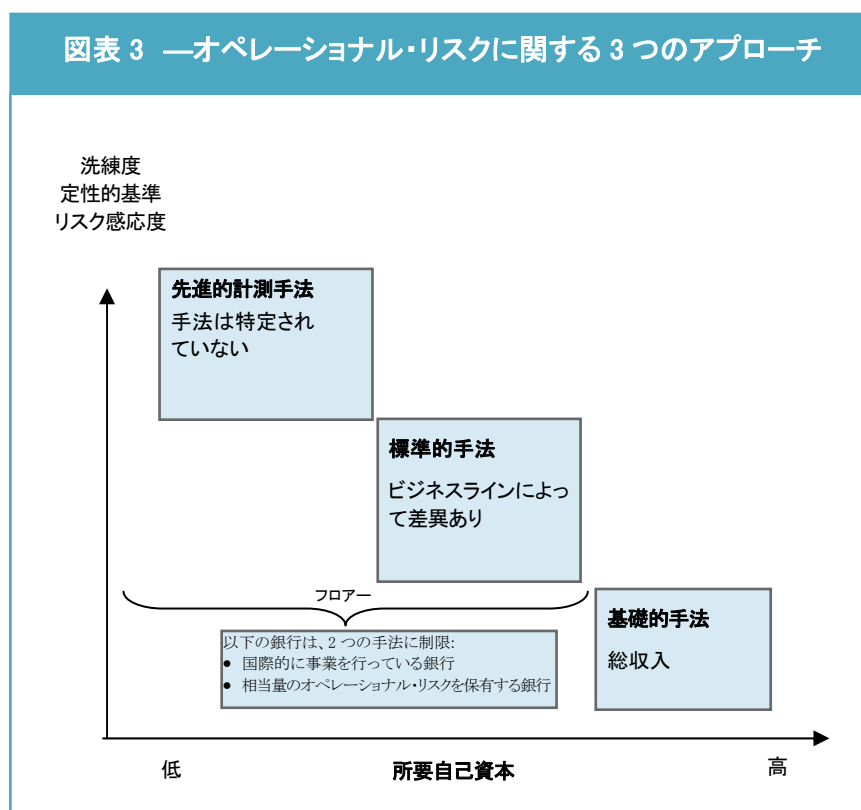 図表 3 ―オペレーショナル・リスクに関する 3 つのアプローチ
洗練度
定性的基準
リスク感応度
先進的計測手法
手法は特定され
ていない
標準的手法
ビジネスラインによっ
て差異あり
フロアー
以下の銀行は、2 つの手法に制限:
● 国際的に事業を行っている銀行
● 相当量のオペレーショナル・リスクを保有する銀行
基礎的手法
総収入
低
所要自己資本
高